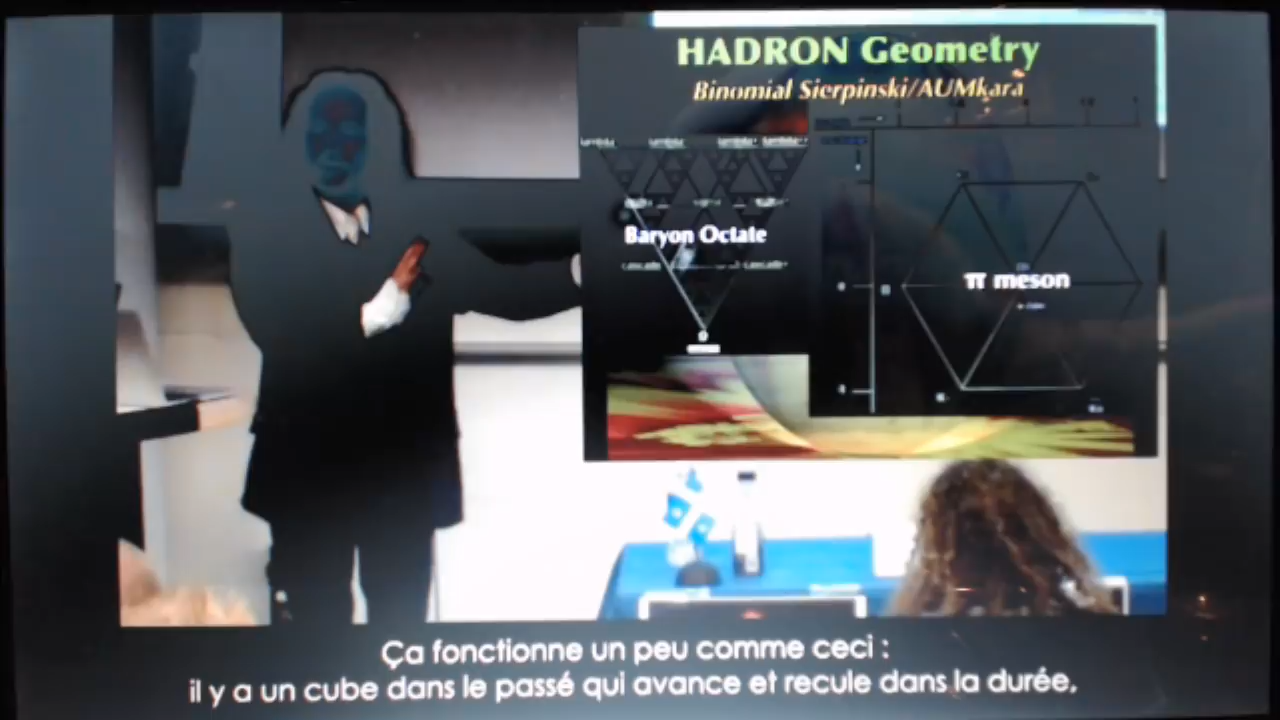 HADRON Geometry
Binomial Sierpinski/AUMkara
Baryon Octate
π meson
Ça fonctionne un peu comme ceci :
il y a un cube dans le passé qui avance et recule dans la durée,